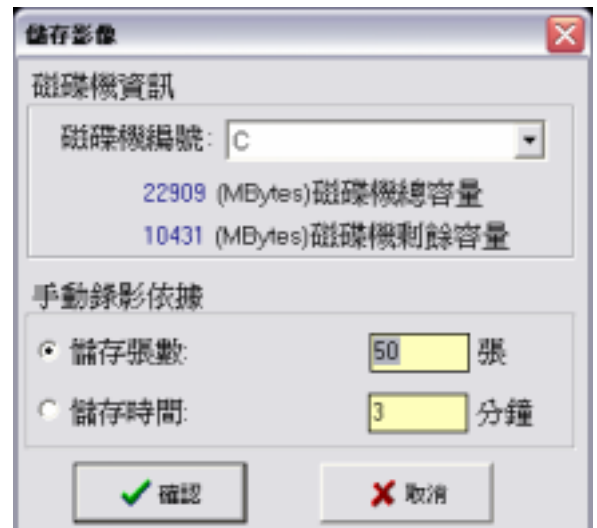 儲存影像
磁碟機資訊
磁碟機編號: C
22909 (MBytes)磁碟機總容量
10431 (MBytes)磁碟機剩餘容量
手動錄影依據
儲存張數: 50 張
儲存時間: 3 分鐘
確認 取消